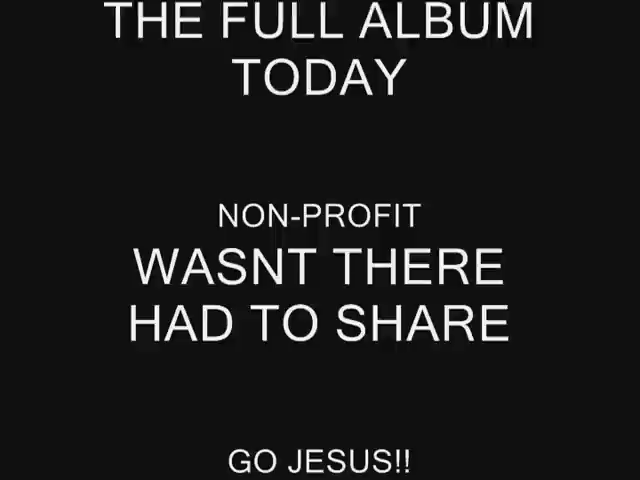 THE FULL ALBUM
TODAY
NON-PROFIT
WASNT THERE
HAD TO SHARE
GO JESUS!!